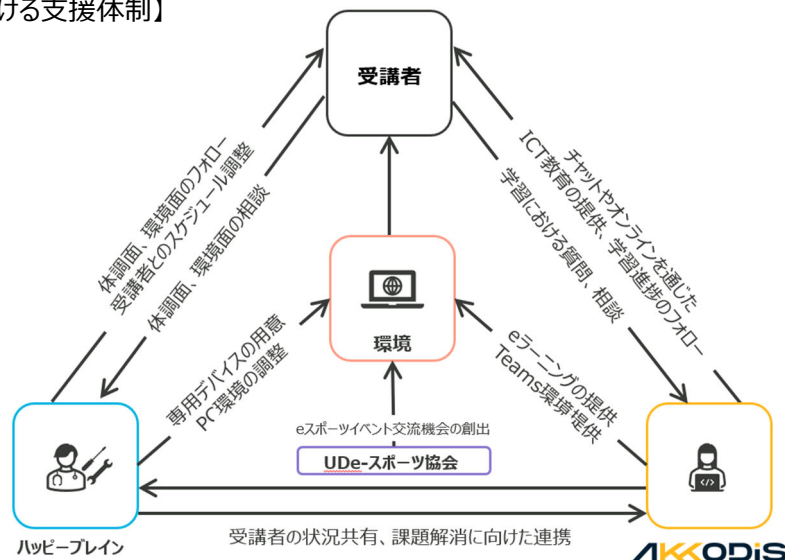 ける支援体制】
受講者
体調面、環境面のフォロー
受講者とのスケジュール調整
体調面、環境面の相談
チャットやオンラインを通じた
ICT教育の提供、学習進捗のフォロー
学習における質問、相談
環境
専用デバイスの用意
PC環境の調整
eラーニングの提供
Teams環境提供
eスポーツイベント交流機会の創出
UDe-スポーツ協会
受講者の状況共有、課題解消に向けた連携
ハッピーブレイン
AKKODIS